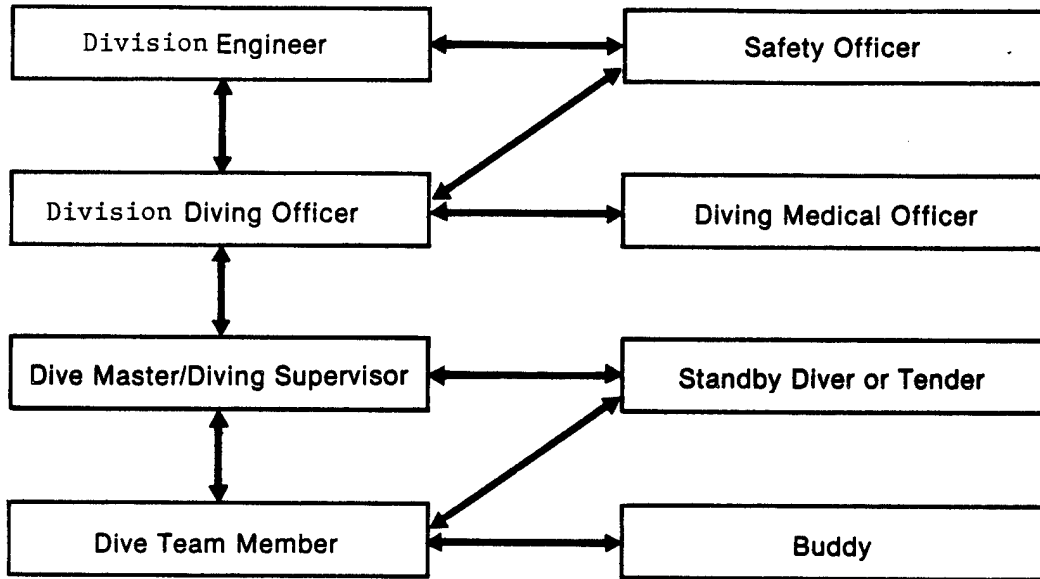 Division Engineer
Safety Officer
Division Diving Officer
Diving Medical Officer
Dive Master/Diving Supervisor
Standby Diver or Tender
Dive Team Member
Buddy